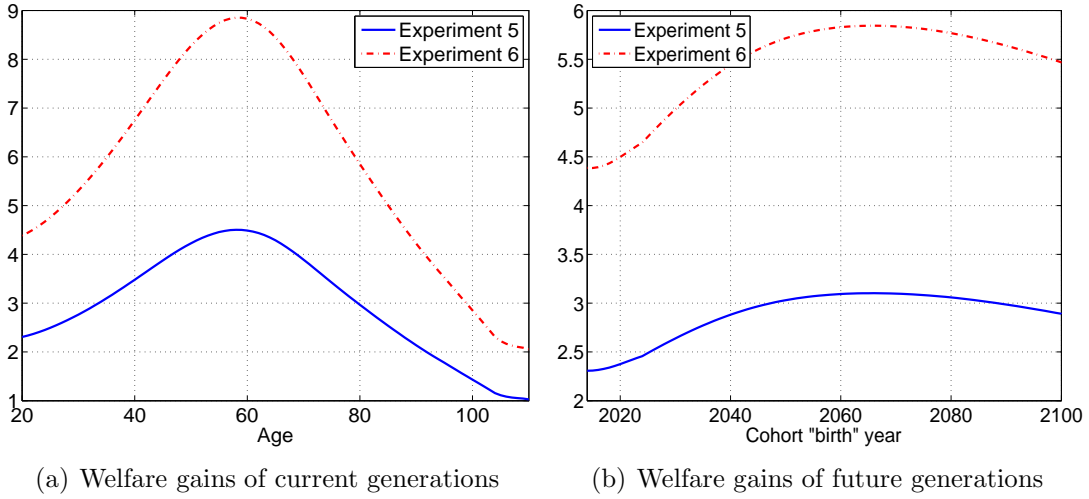 9
8
7
6
5
4
3
2
1
Experiment 5
Experiment 6
20 40 60 80 100
Age
(a) Welfare gains of current generations
6
5.5
5
4.5
4
3.5
3
2.5
2
Experiment 5
Experiment 6
2020 2040 2060 2080 2100
Cohort "birth" year
(b) Welfare gains of future generations